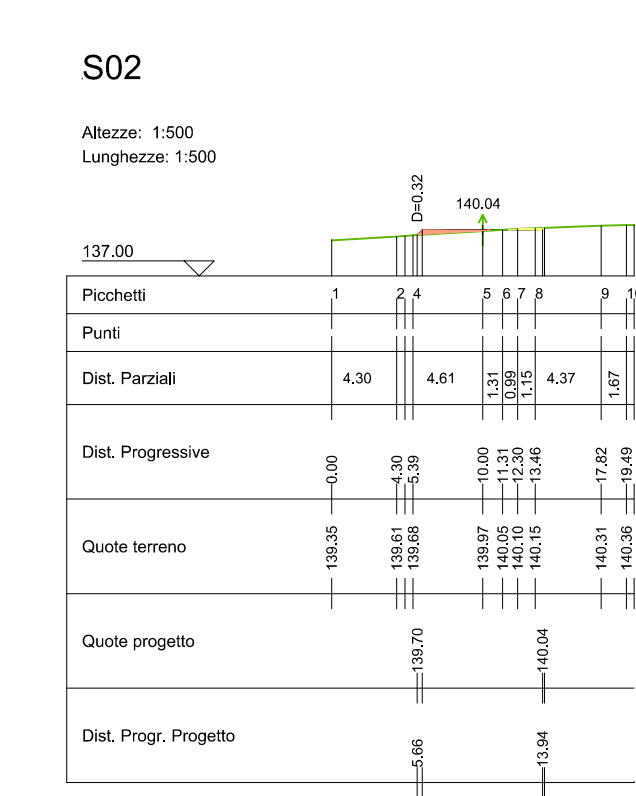 S02
Altezze: 1:500
Lunghezze: 1:500
D=0.32
140.04
137.00
Picchetti 1 2 4 5 6 7 8 9
Punti
Dist. Parziali 4.30 4.61 1.31 0.99 1.15 4.37 1.67
Dist. Progressive 0.00 4.30 5.39 10.00 11.31 12.30 13.46 17.82 19.49
Quote terreno 139.35 139.61 139.68 139.97 140.05 140.10 140.15 140.31 140.36
Quote progetto 139.70 140.04
Dist. Progr. Progetto 5.66 13.94